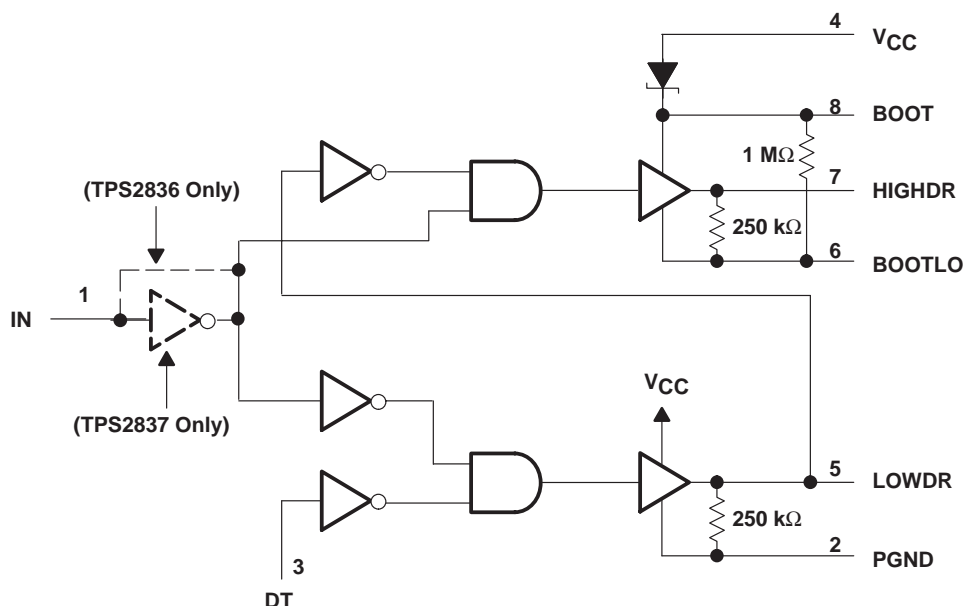 4
VCC
8
BOOT
1 MΩ
(TPS2836 Only)
7
HIGHDR
250 kΩ
6
BOOTLO
1
IN
VCC
(TPS2837 Only)
5
LOWDR
250 kΩ
3
2
PGND
DT